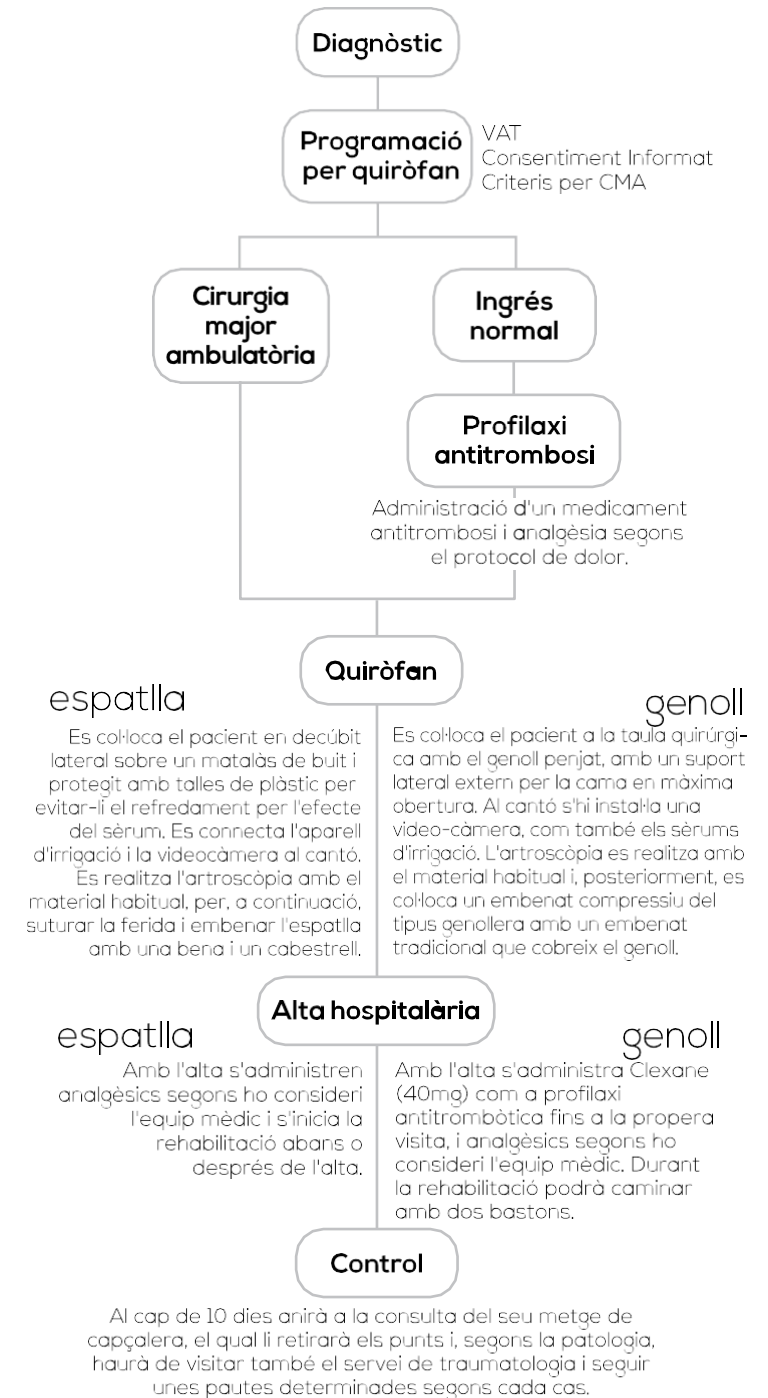 Diagnòstic
Programació
per quiròfan
VAT
Consentiment Informat
Criteris per CMA
Cirurgia
major
ambulatòria
Ingrés
normal
Profilaxi
antitrombosi
Administració d'un medicament
antitrombosi i analgèsia segons
el protocol de dolor.
Quiròfan
espatlla
Es col·loca el pacient en decúbit
lateral sobre un matalàs de buit i
protegit amb talles de plàstic per
evitar-li el refredament per l'efecte
del sèrum. Es connecta l'aparell
d'irrigació i la videocàmera al cantó.
Es realitza l'artroscòpia amb el
material habitual, per, a continuació,
suturar la ferida i embenar l'espatlla
amb una bena i un cabestrell.
genoll
Es col·loca el pacient a la taula quirúrgi-
ca amb el genoll penjat, amb un suport
lateral extern per la cama en màxima
obertura. Al cantó s'hi instal·la una
video-càmera, com també els sèrums
d'irrigació. L'artroscòpia es realitza amb
el material habitual i, posteriorment, es
col·loca un embenat compressiu del
tipus genollera amb un embenat
tradicional que cobreix el genoll.
Alta hospitalària
espatlla
Amb l'alta s'administren
analgèsics segons ho consideri
l'equip mèdic i s'inicia la
rehabilitació abans o
després de l'alta.
genoll
Amb l'alta s'administra Clexane
(40mg) com a profilaxi
antitrombòtica fins a la propera
visita, i analgèsics segons ho
consideri l'equip mèdic. Durant
la rehabilitació podrà caminar
amb dos bastons.
Control
Al cap de 10 dies anirà a la consulta del seu metge de
capçalera, el qual li retirarà els punts i, segons la patologia,
haurà de visitar també el servei de traumatologia i seguir
unes pautes determinades segons cada cas.